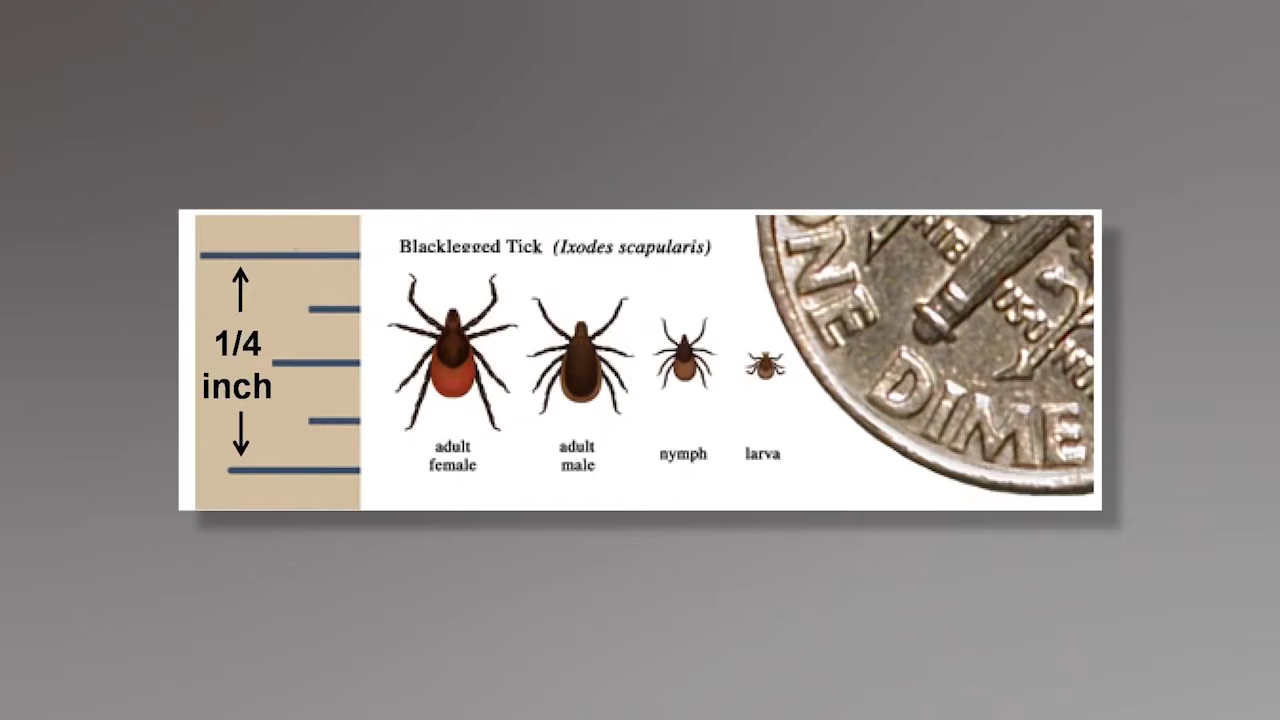 1/4
inch
Blacklegged Tick (Ixodes scapularis)
adult
female
adult
male
nymph
larva
ONE
DIME